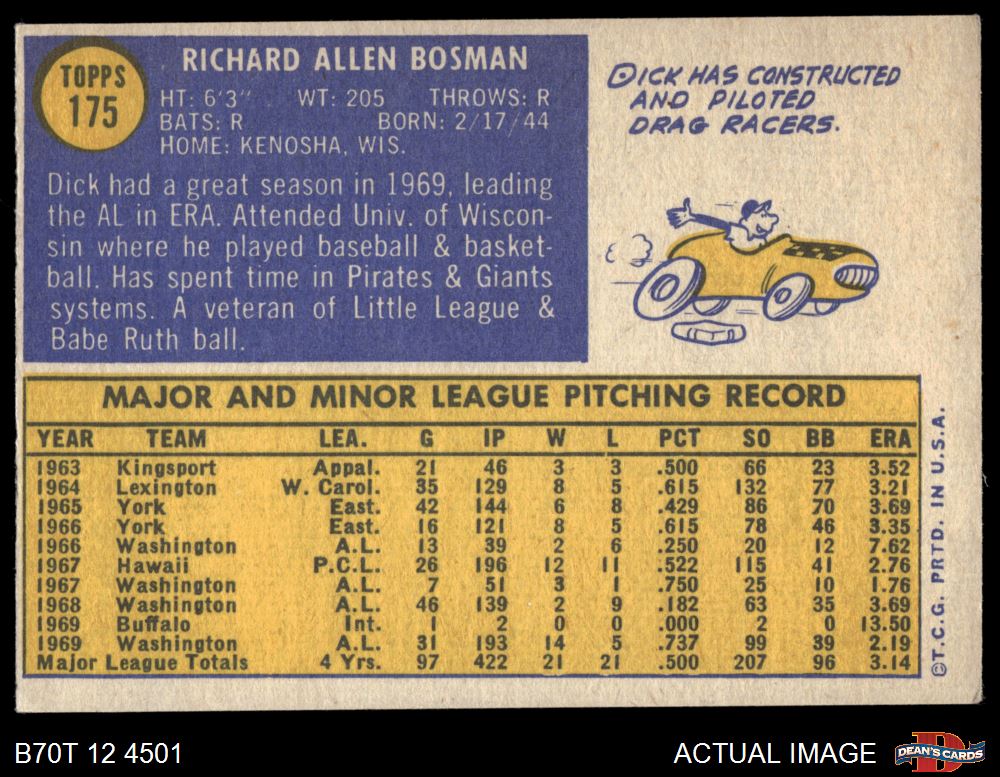 TOPPS
175
RICHARD ALLEN BOSMAN
HT: 6'3" WT: 205 THROWS: R
BATS: R BORN: 2/17/44
HOME: KENOSHA, WIS.
Dick had a great season in 1969, leading
the AL in ERA. Attended Univ. of Wiscon-
sin where he played baseball & basket-
ball. Has spent time in Pirates & Giants
systems. A veteran of Little League &
Babe Ruth ball.
DICK HAS CONSTRUCTED
AND PILOTED
DRAG RACERS.
MAJOR AND MINOR LEAGUE PITCHING RECORD
YEAR TEAM LEA. G IP W L PCT SO BB ERA
1963 Kingsport Appal. 21 46 3 3 .500 66 23 3.52
1964 Lexington W. Carol. 35 129 8 5 .615 132 77 3.21
1965 York East. 42 144 6 8 .429 86 70 3.69
1966 York East. 16 121 8 5 .615 78 46 3.35
1966 Washington A.L. 13 39 2 6 .250 20 12 7.62
1967 Hawaii P.C.L. 26 196 12 11 .522 115 41 2.76
1967 Washington A.L. 7 51 3 1 .750 25 10 1.76
1968 Washington A.L. 46 139 2 9 .182 63 35 3.69
1969 Buffalo Int. 1 2 0 0 .000 2 0 13.50
1969 Washington A.L. 31 193 14 5 .737 99 39 2.19
Major League Totals 4 Yrs. 97 422 21 21 .500 207 96 3.14
©T.C.G. PRTD. IN U.S.A.
B70T 12 4501
ACTUAL IMAGE
D
DEAN'S CARDS